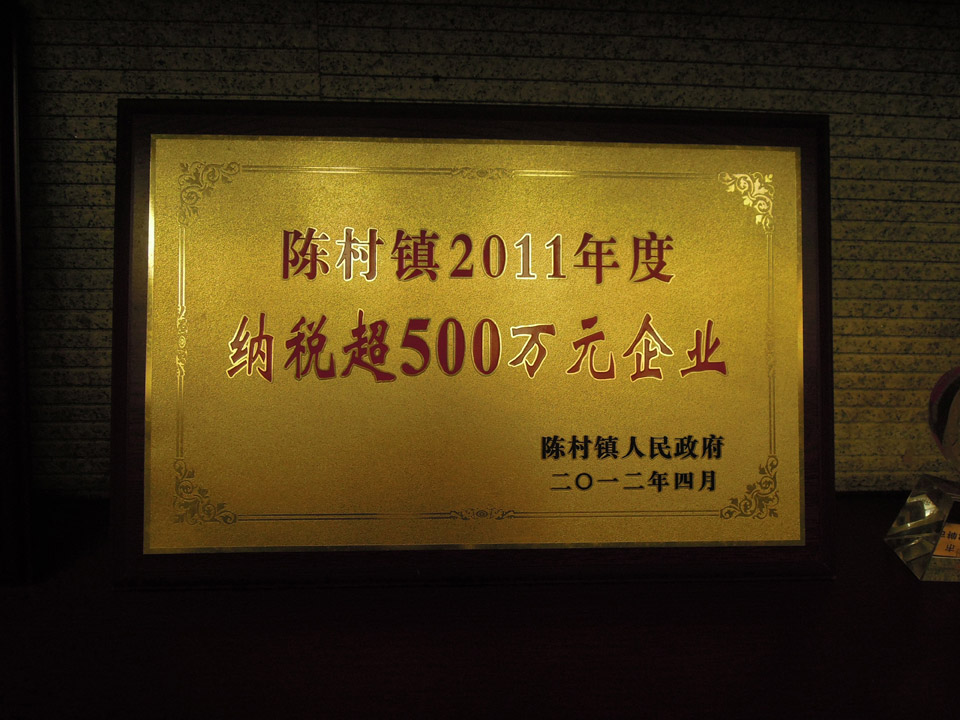 陈村镇2011年度
纳税超500万元企业
陈村镇人民政府
二〇一二年四月